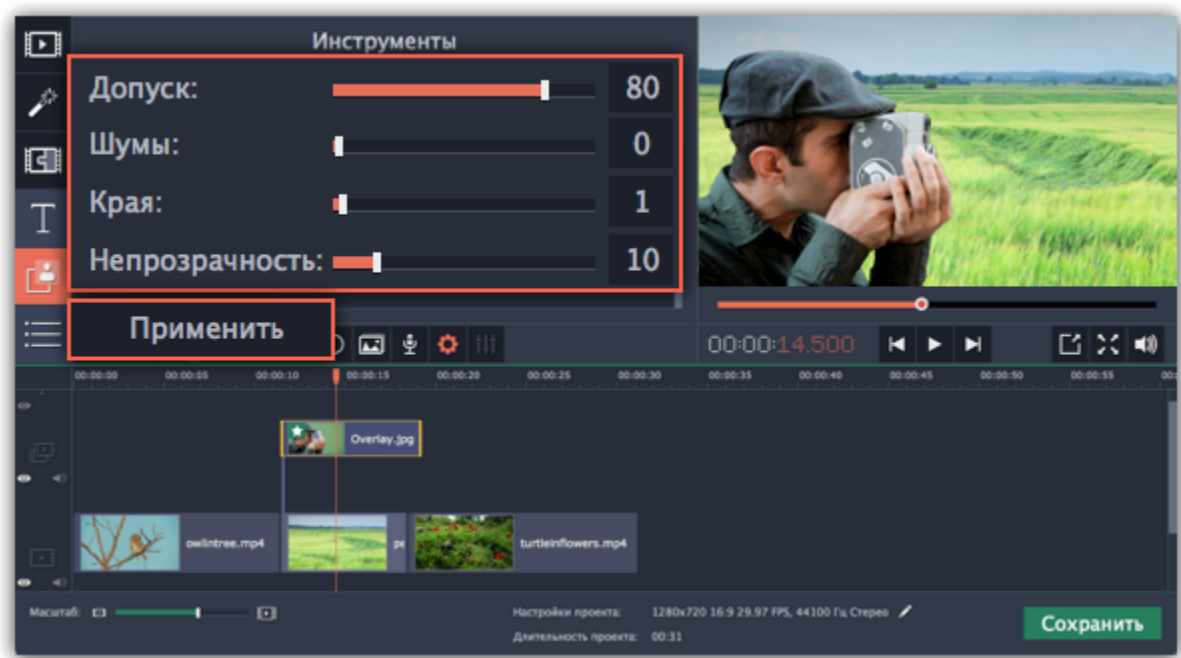 Инструменты
Допуск: 80
Шумы: 0
Края: 1
Непрозрачность: 10
Применить
00:00:14.500
00:00:00 00:00:05 00:00:10 00:00:15 00:00:20 00:00:25 00:00:30 00:00:35 00:00:40 00:00:45 00:00:50 00:00:55 00:
Overlay.jpg
owlintree.mp4 pe turtleinflowers.mp4
Масштаб: Настройки проекта: 1280x720 16:9 29.97 FPS, 44100 Гц Стерео
Длительность проекта: 00:31
Сохранить